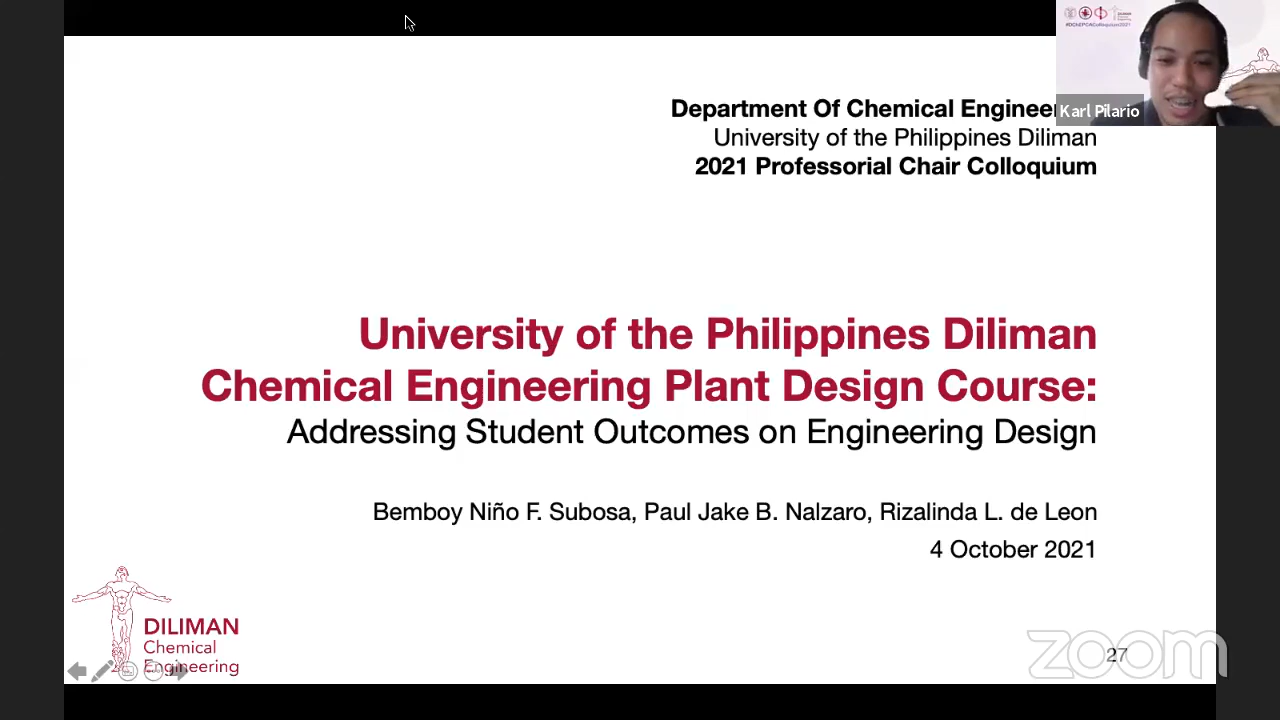 #DChEPCAColloquium2021
Karl Pilario
Department Of Chemical Engineer
University of the Philippines Diliman
2021 Professorial Chair Colloquium
University of the Philippines Diliman
Chemical Engineering Plant Design Course:
Addressing Student Outcomes on Engineering Design
Bemboy Niño F. Subosa, Paul Jake B. Nalzaro, Rizalinda L. de Leon
4 October 2021
DILIMAN
Chemical
Engineering
27
zoom